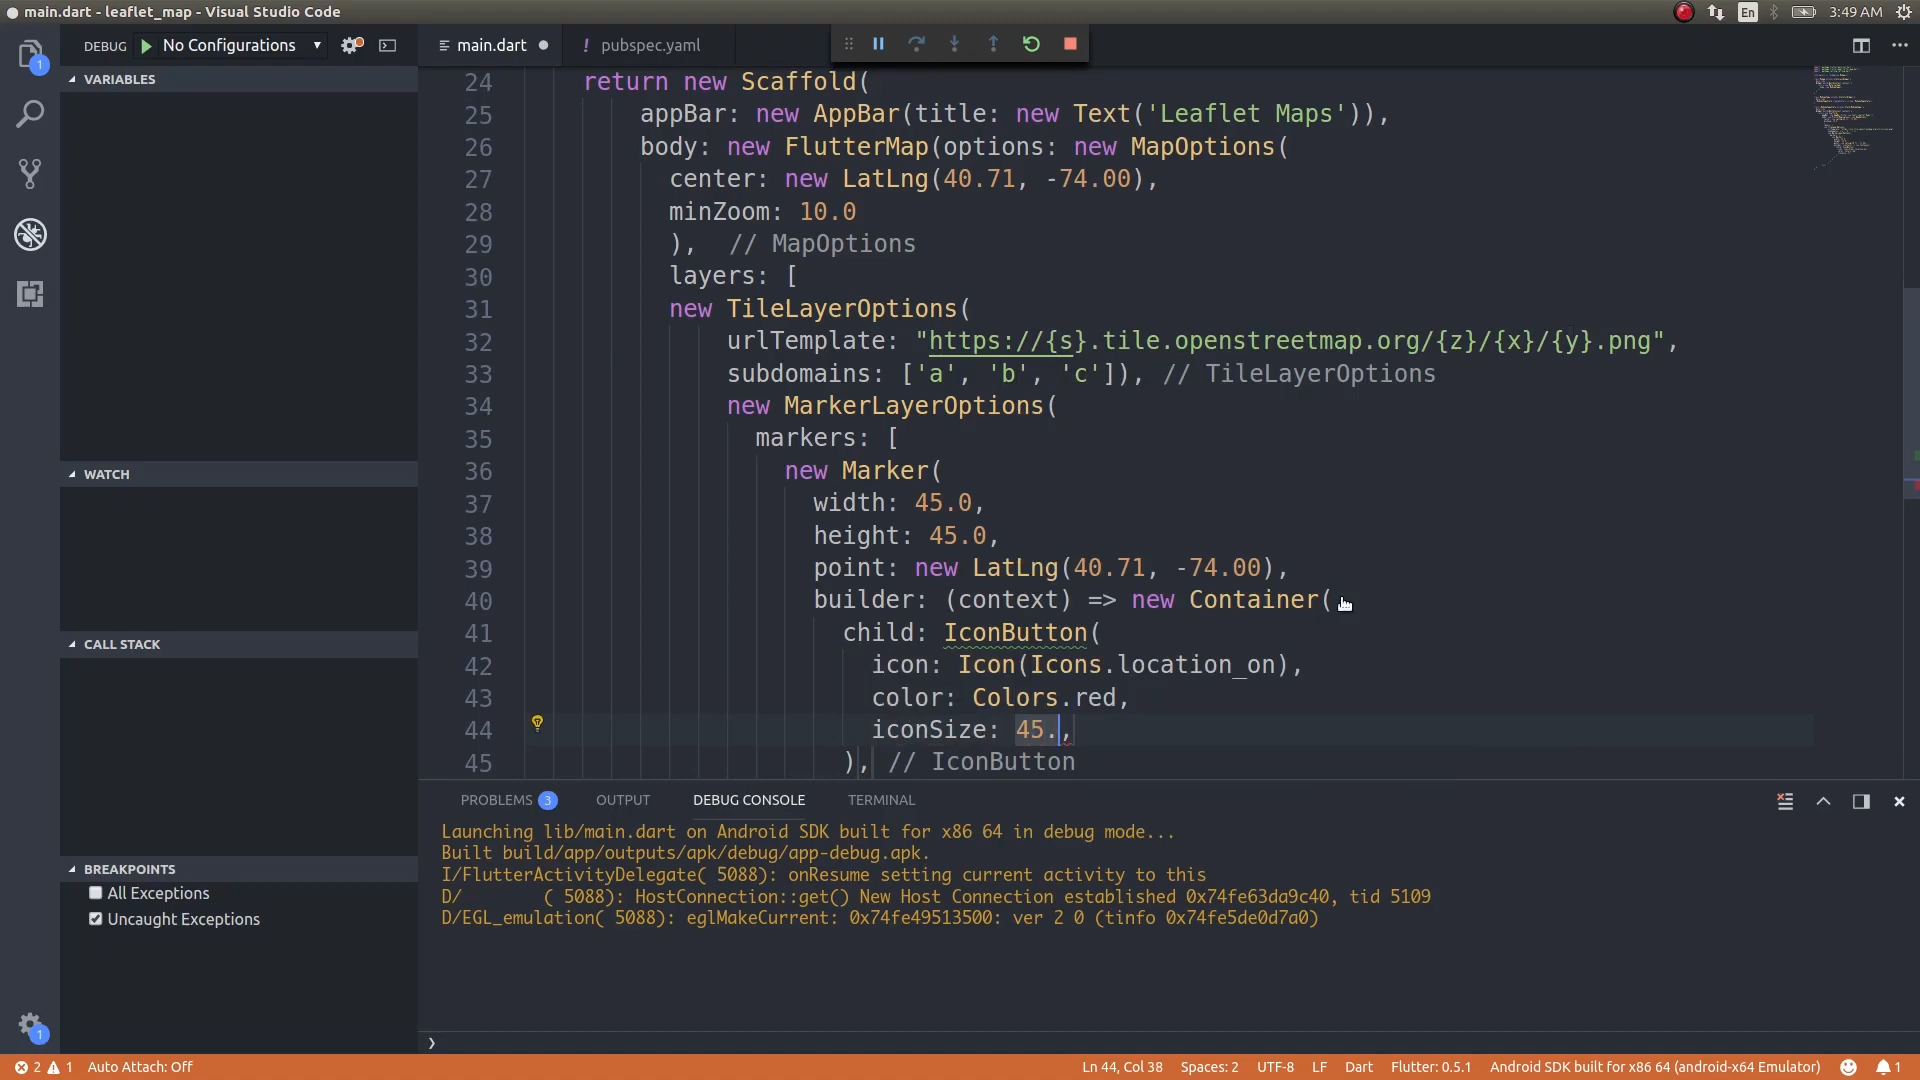 main.dart - leaflet_map - Visual Studio Code
En
3:49 AM
1
DEBUG
No Configurations
main.dart
! pubspec.yaml
VARIABLES
WATCH
CALL STACK
BREAKPOINTS
All Exceptions
Uncaught Exceptions
1
24 return new Scaffold(
25 appBar: new AppBar(title: new Text('Leaflet Maps')),
26 body: new FlutterMap(options: new MapOptions(
27 center: new LatLng(40.71, -74.00),
28 minZoom: 10.0
29 ), // MapOptions
30 layers: [
31 new TileLayerOptions(
32 urlTemplate: "https://{s}.tile.openstreetmap.org/{z}/{x}/{y}.png",
33 subdomains: ['a', 'b', 'c']), // TileLayerOptions
34 new MarkerLayerOptions(
35 markers: [
36 new Marker(
37 width: 45.0,
38 height: 45.0,
39 point: new LatLng(40.71, -74.00),
40 builder: (context) => new Container(
41 child: IconButton(
42 icon: Icon(Icons.location_on),
43 color: Colors.red,
44 iconSize: 45.,
45 ), // IconButton
PROBLEMS 3 OUTPUT DEBUG CONSOLE TERMINAL
Launching lib/main.dart on Android SDK built for x86 64 in debug mode...
Built build/app/outputs/apk/debug/app-debug.apk.
I/FlutterActivityDelegate( 5088): onResume setting current activity to this
D/ ( 5088): HostConnection::get() New Host Connection established 0x74fe63da9c40, tid 5109
D/EGL_emulation( 5088): eglMakeCurrent: 0x74fe49513500: ver 2 0 (tinfo 0x74fe5de0d7a0)
2 1 Auto Attach: Off Ln 44, Col 38 Spaces: 2 UTF-8 LF Dart Flutter: 0.5.1 Android SDK built for x86 64 (android-x64 Emulator) 1